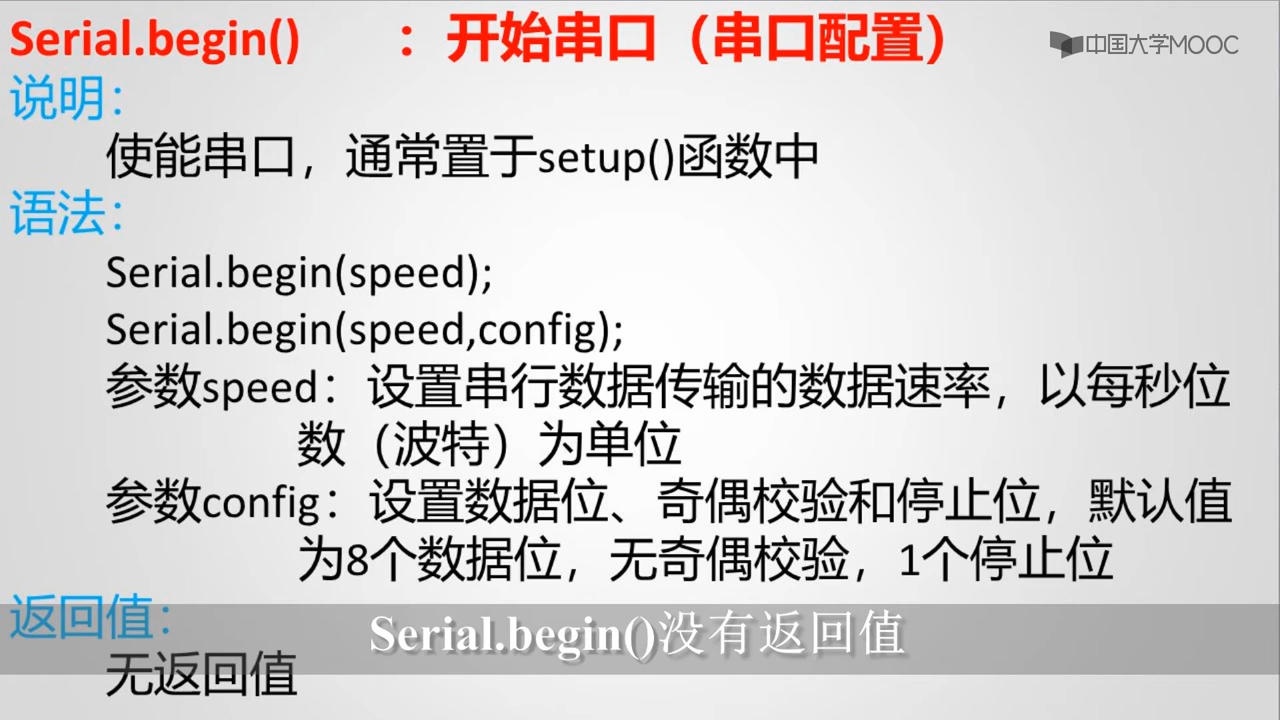 Serial.begin() ：开始串口（串口配置）
中国大学MOOC
说明：
使能串口，通常置于setup()函数中
语法：
Serial.begin(speed);
Serial.begin(speed,config);
参数speed：设置串行数据传输的数据速率，以每秒位
数（波特）为单位
参数config：设置数据位、奇偶校验和停止位，默认值
为8个数据位，无奇偶校验，1个停止位
返回值：
Serial.begin()没有返回值
无返回值